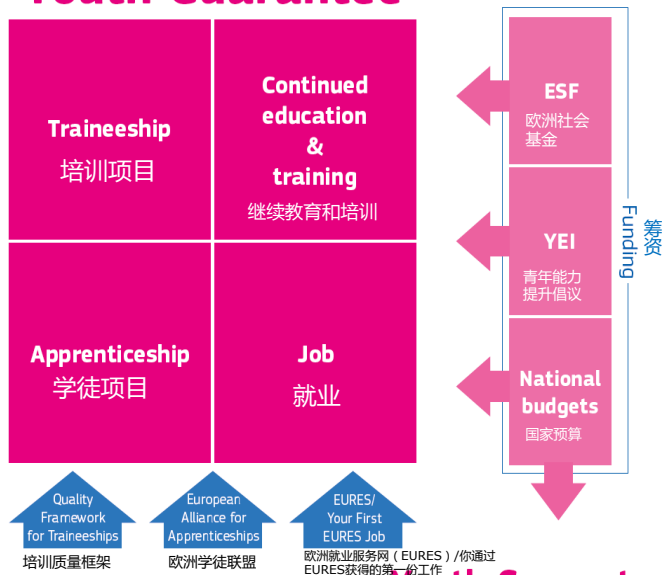 Youth Guarantee
Traineeship
培训项目
Continued
education
&
training
继续教育和培训
Apprenticeship
学徒项目
Job
就业
ESF
欧洲社会
基金
YEI
青年能力
提升倡议
National
budgets
国家预算
筹资
Funding
Quality
Framework
for Traineeships
培训质量框架
European
Alliance for
Apprenticeships
欧洲学徒联盟
EURES/
Your First
EURES Job
欧洲就业服务网(EURES)/你通过
EURES获得的第一份工作